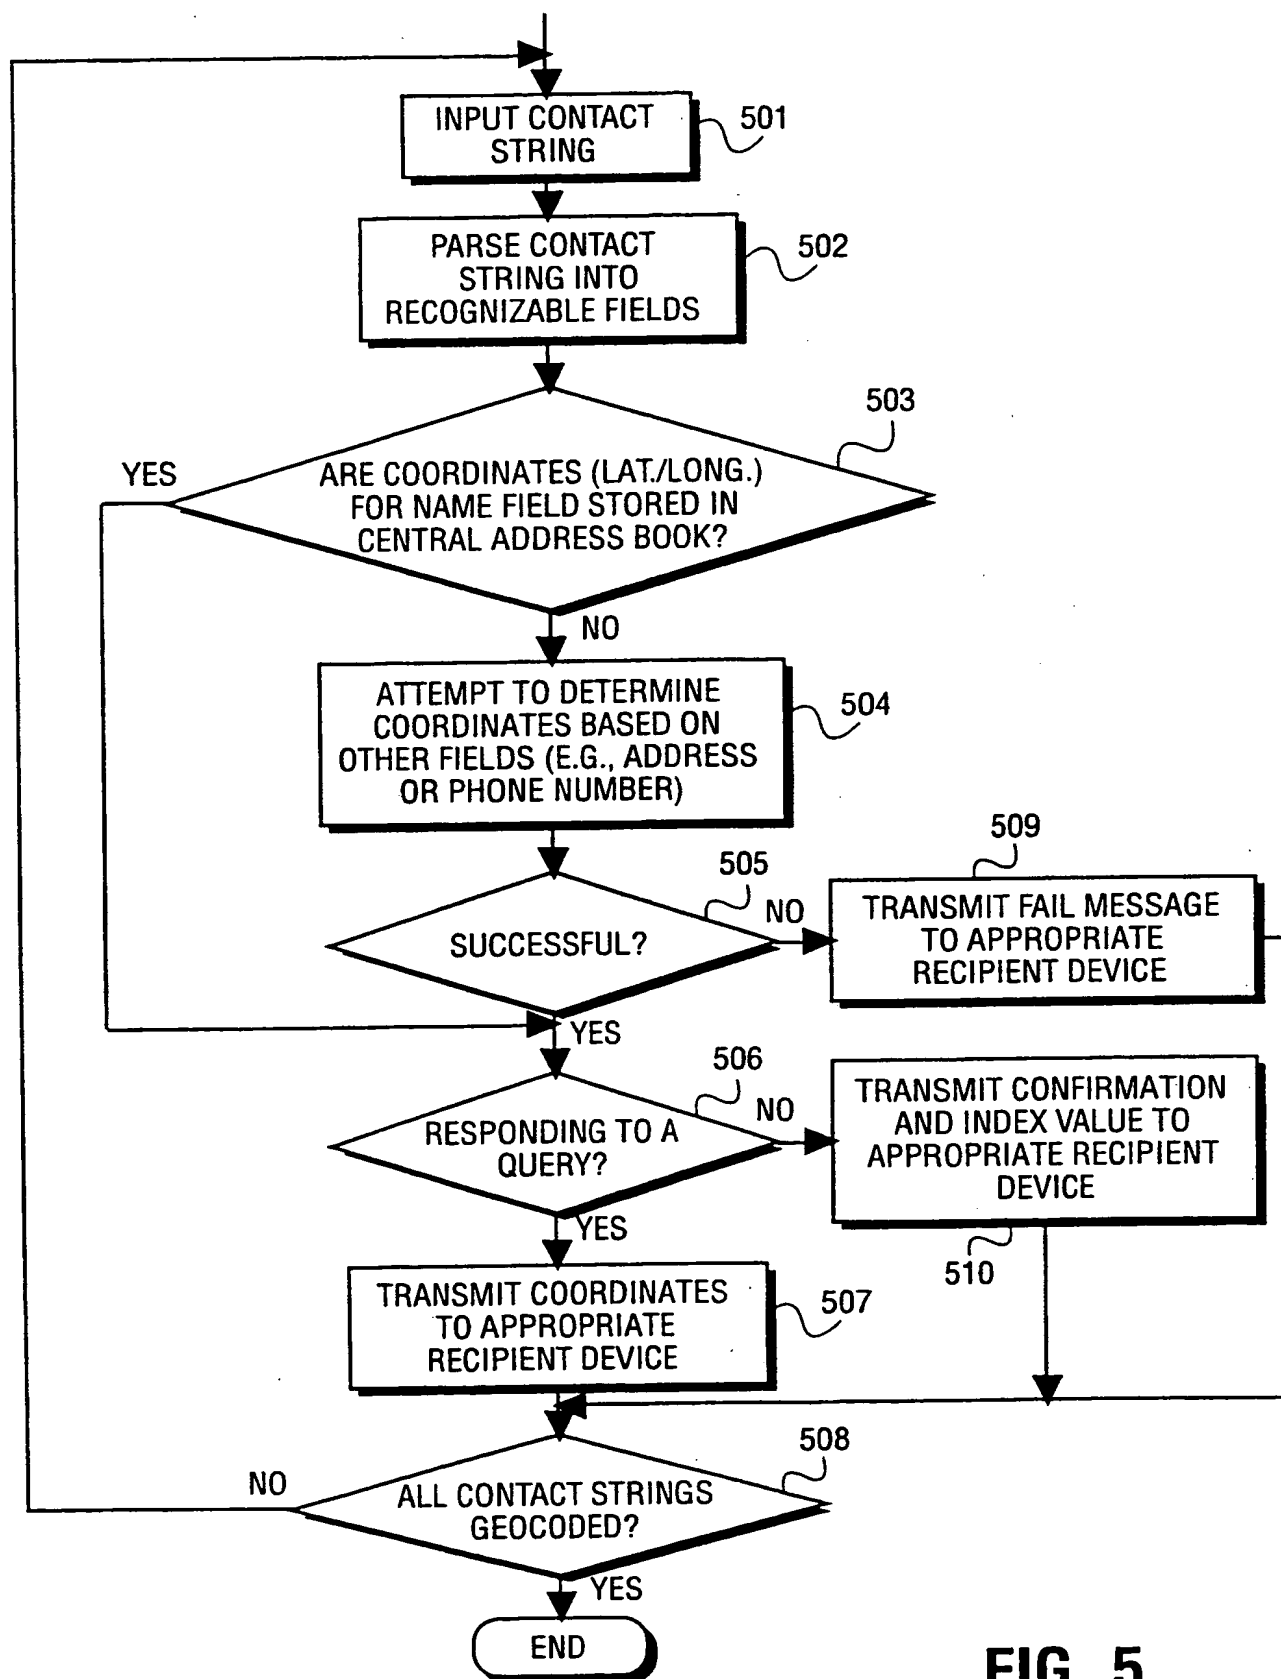 INPUT CONTACT
STRING
501
PARSE CONTACT
STRING INTO
RECOGNIZABLE FIELDS
502
503
YES
ARE COORDINATES (LAT./LONG.)
FOR NAME FIELD STORED IN
CENTRAL ADDRESS BOOK?
NO
ATTEMPT TO DETERMINE
COORDINATES BASED ON
OTHER FIELDS (E.G., ADDRESS
OR PHONE NUMBER)
504
505
SUCCESSFUL?
NO
509
TRANSMIT FAIL MESSAGE
TO APPROPRIATE
RECIPIENT DEVICE
YES
506
RESPONDING TO A
QUERY?
NO
TRANSMIT CONFIRMATION
AND INDEX VALUE TO
APPROPRIATE RECIPIENT
DEVICE
510
YES
TRANSMIT COORDINATES
TO APPROPRIATE
RECIPIENT DEVICE
507
508
NO
ALL CONTACT STRINGS
GEOCODED?
YES
END
FIG. 5